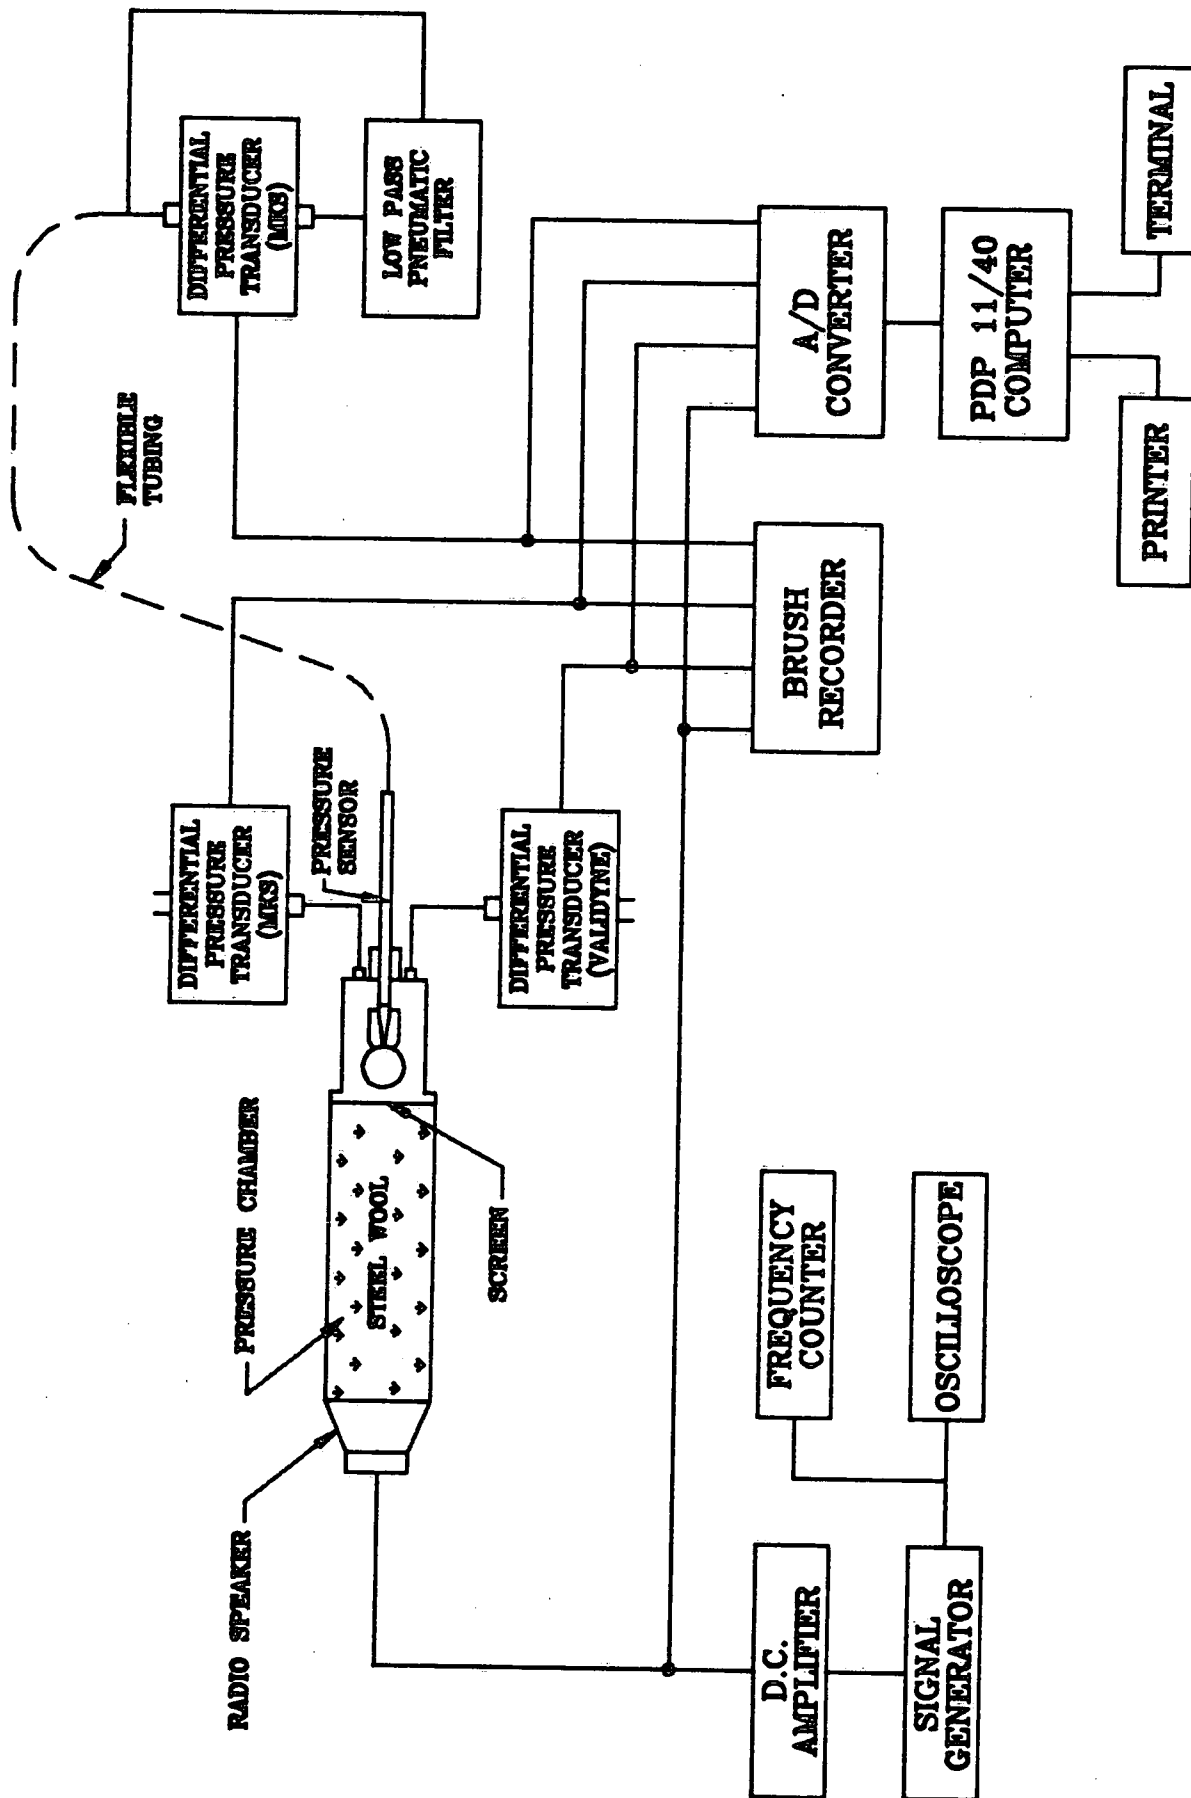 RADIO SPEAKER
PRESSURE CHAMBER
STEEL WOOL
SCREEN
DIFFERENTIAL
PRESSURE
TRANSDUCER
(MKS)
PRESSURE
SENSOR
DIFFERENTIAL
PRESSURE
TRANSDUCER
(VALIDYNE)
FLEXIBLE
TUBING
DIFFERENTIAL
PRESSURE
TRANSDUCER
(MKS)
LOW PASS
PNEUMATIC
FILTER
D.C.
AMPLIFIER
SIGNAL
GENERATOR
FREQUENCY
COUNTER
OSCILLOSCOPE
BRUSH
RECORDER
A/D
CONVERTER
PDP 11/40
COMPUTER
PRINTER
TERMINAL